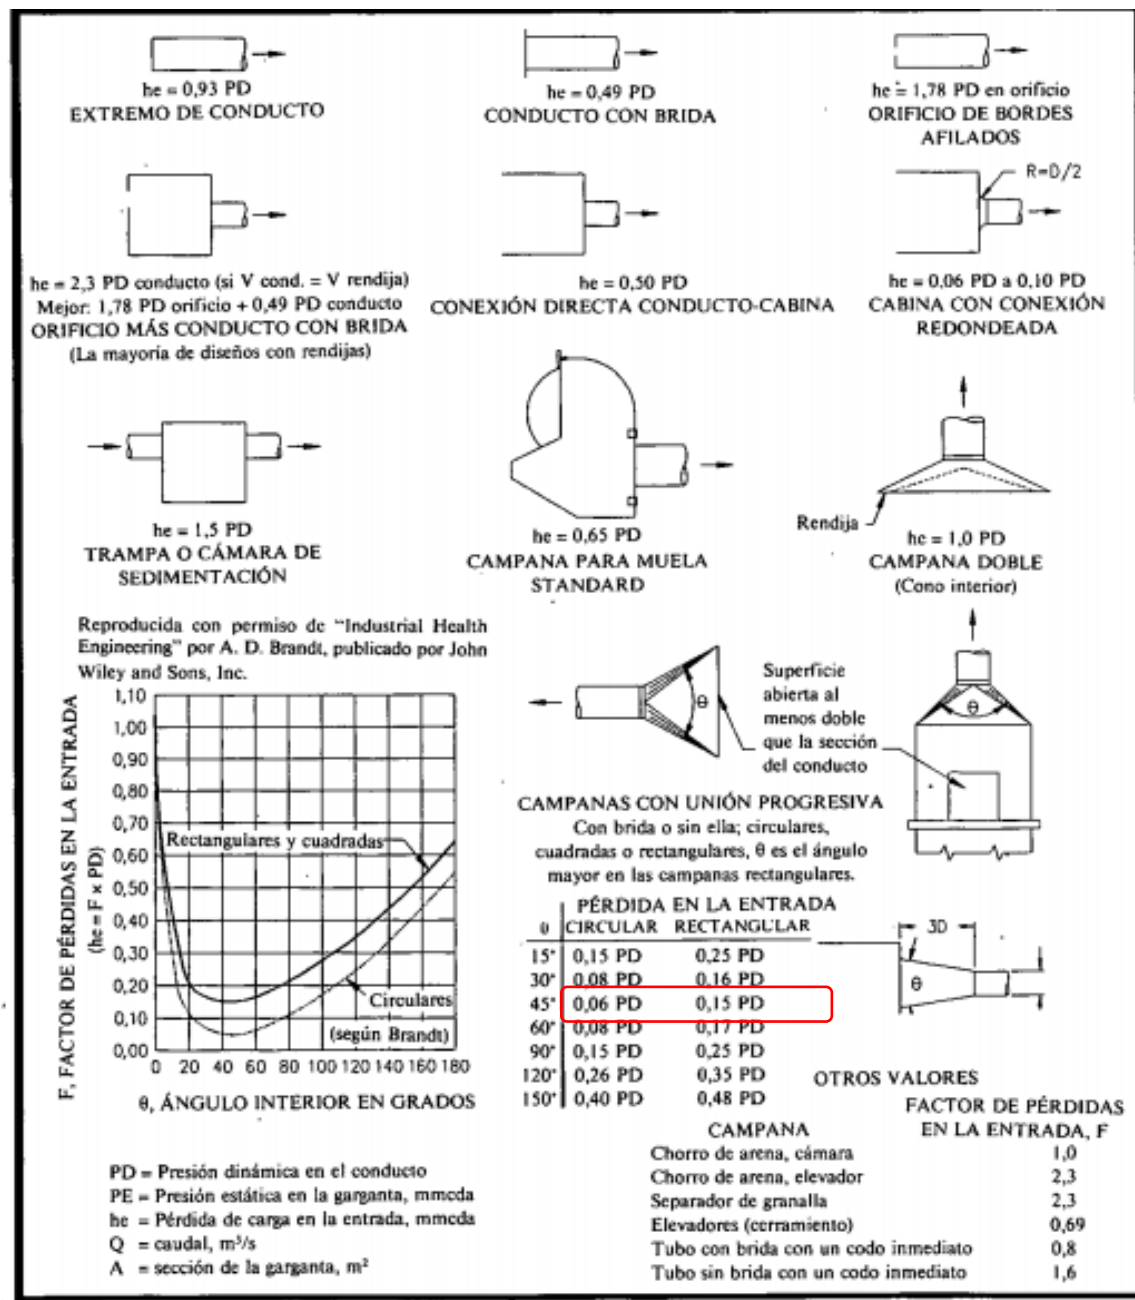 he = 0,93 PD
EXTREMO DE CONDUCTO
he = 0,49 PD
CONDUCTO CON BRIDA
he = 1,78 PD en orificio
ORIFICIO DE BORDES
AFILADOS
he = 2,3 PD conducto (si V cond. = V rendija)
Mejor: 1,78 PD orificio + 0,49 PD conducto
ORIFICIO MÁS CONDUCTO CON BRIDA
(La mayoría de diseños con rendijas)
he = 0,50 PD
CONEXIÓN DIRECTA CONDUCTO-CABINA
R=D/2
he = 0,06 PD a 0,10 PD
CABINA CON CONEXIÓN
REDONDEADA
he = 1,5 PD
TRAMPA O CÁMARA DE
SEDIMENTACIÓN
he = 0,65 PD
CAMPANA PARA MUELA
STANDARD
Rendija
he = 1,0 PD
CAMPANA DOBLE
(Cono interior)
Reproducida con permiso de “Industrial Health
Engineering” por A. D. Brandt, publicado por John
Wiley and Sons, Inc.
F, FACTOR DE PÉRDIDAS EN LA ENTRADA
(he = F × PD)
1,10
1,00
0,90
0,80
0,70
0,60
0,50
0,40
0,30
0,20
0,10
0,00
Rectangulares y cuadradas
Circulares
(según Brandt)
0 20 40 60 80 100 120 140 160 180
θ, ÁNGULO INTERIOR EN GRADOS
θ
Superficie
abierta al
menos doble
que la sección
del conducto
θ
CAMPANAS CON UNIÓN PROGRESIVA
Con brida o sin ella; circulares,
cuadradas o rectangulares, θ es el ángulo
mayor en las campanas rectangulares.
PÉRDIDA EN LA ENTRADA
θ CIRCULAR RECTANGULAR
15° 0,15 PD 0,25 PD
30° 0,08 PD 0,16 PD
45° 0,06 PD 0,15 PD
60° 0,08 PD 0,17 PD
90° 0,15 PD 0,25 PD
120° 0,26 PD 0,35 PD
150° 0,40 PD 0,48 PD
3D
θ
OTROS VALORES
CAMPANA
FACTOR DE PÉRDIDAS
EN LA ENTRADA, F
Chorro de arena, cámara 1,0
Chorro de arena, elevador 2,3
Separador de granalla 2,3
Elevadores (cerramiento) 0,69
Tubo con brida con un codo inmediato 0,8
Tubo sin brida con un codo inmediato 1,6
PD = Presión dinámica en el conducto
PE = Presión estática en la garganta, mmcda
he = Pérdida de carga en la entrada, mmcda
Q = caudal, m³/s
A = sección de la garganta, m²